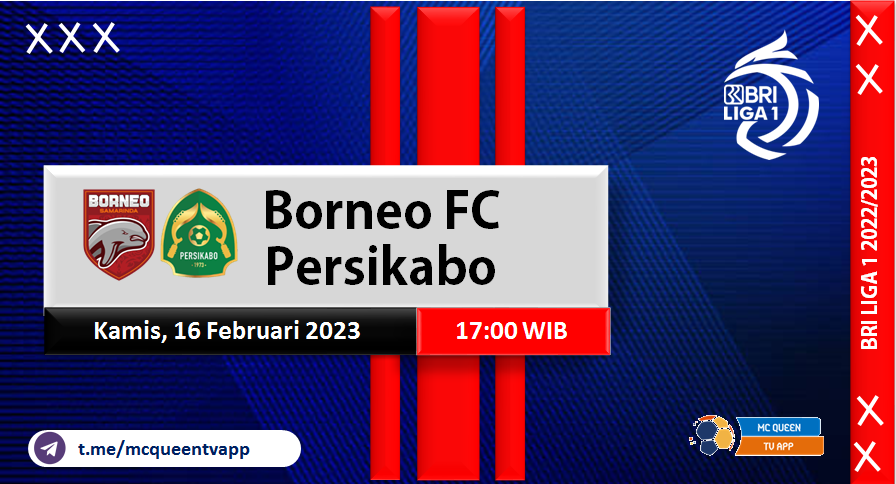 X X X
BRI
LIGA 1
BORNEO
SAMARINDA
PERSIKABO
-1973-
Borneo FC
Persikabo
Kamis, 16 Februari 2023
17:00 WIB
t.me/mcqueentvapp
MC QUEEN
TV APP
X
X
BRI LIGA 1 2022/2023
X
X